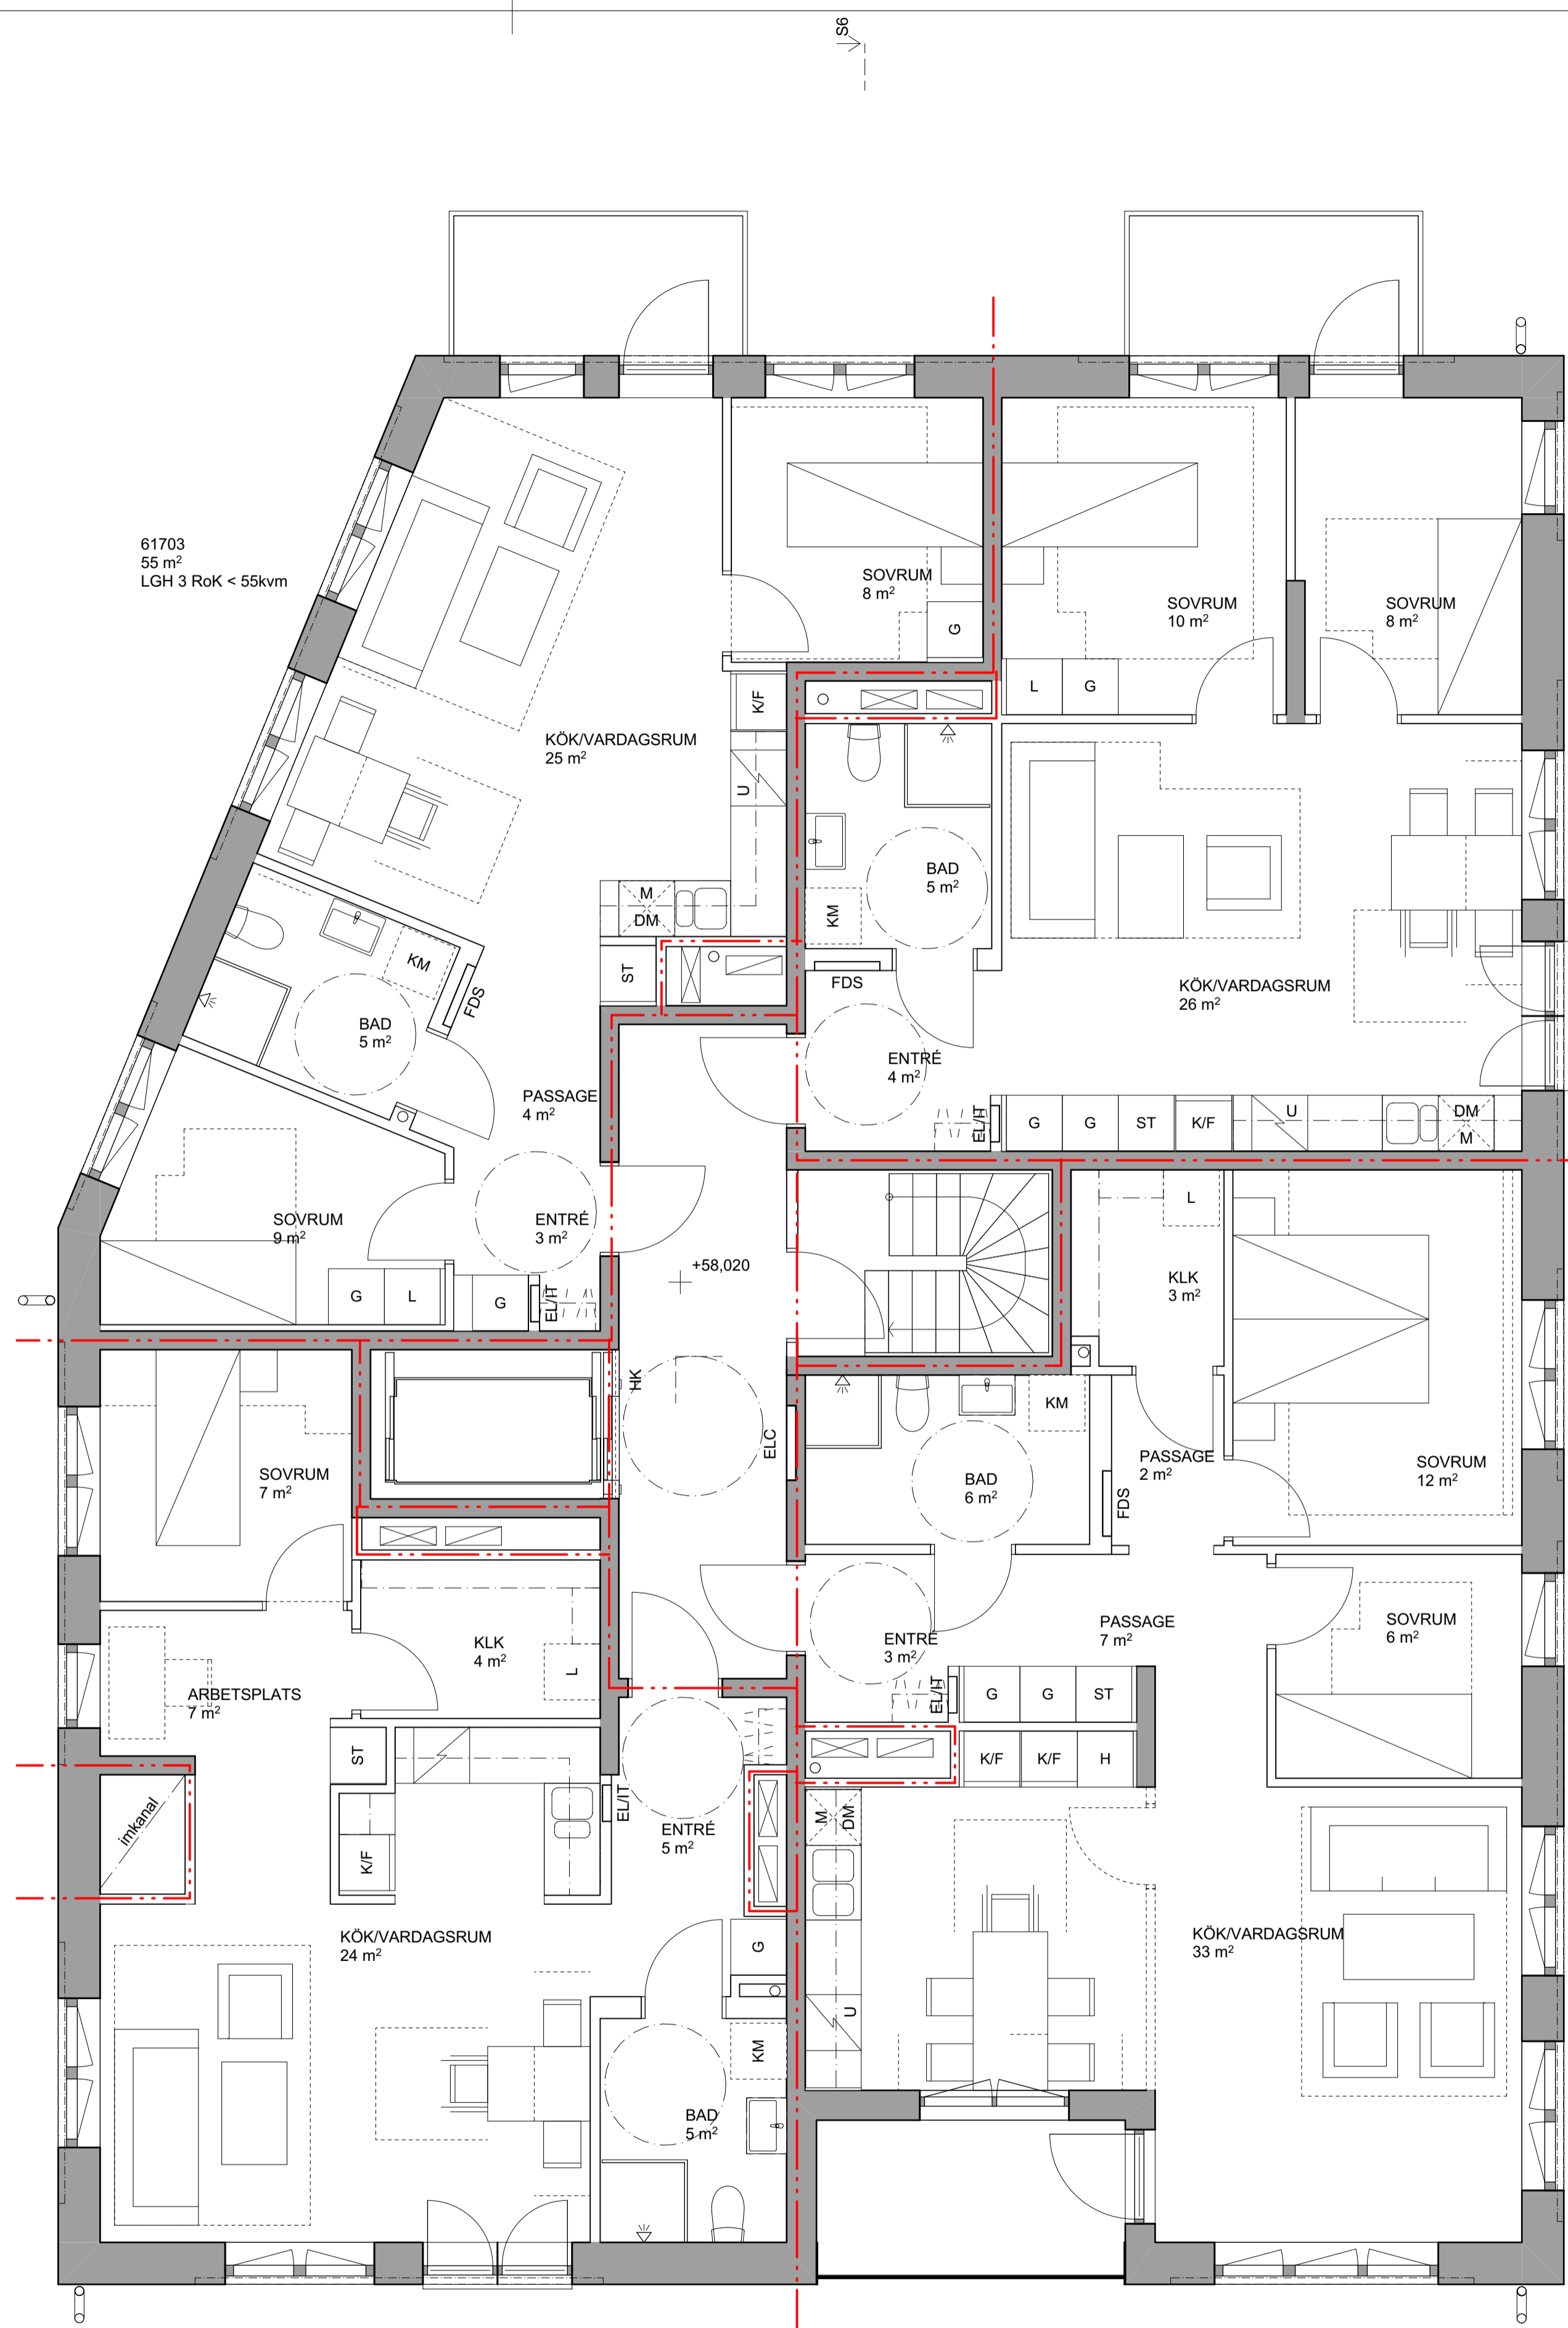 S6
61703
55 m²
LGH 3 RoK < 55kvm
SOVRUM
8 m²
G
SOVRUM
10 m²
SOVRUM
8 m²
L
G
K/F
U
KÖK/VARDAGSRUM
25 m²
M
DM
ST
KM
FDS
BAD
5 m²
BAD
5 m²
KM
FDS
KÖK/VARDAGSRUM
26 m²
ENTRÉ
4 m²
EL/IT
G
G
ST
K/F
U
DM
M
PASSAGE
4 m²
SOVRUM
9 m²
ENTRÉ
3 m²
G
L
G
EL/IT
+58,020
L
KLK
3 m²
HK
ELC
SOVRUM
7 m²
BAD
6 m²
KM
FDS
PASSAGE
2 m²
SOVRUM
12 m²
KLK
4 m²
L
ARBETSPLATS
7 m²
ENTRÉ
3 m²
PASSAGE
7 m²
SOVRUM
6 m²
EL/IT
G
G
ST
K/F
K/F
H
ST
K/F
imkanal
EL/IT
ENTRÉ
5 m²
M
DM
U
KÖK/VARDAGSRUM
24 m²
G
KM
BAD
5 m²
KÖK/VARDAGSRUM
33 m²